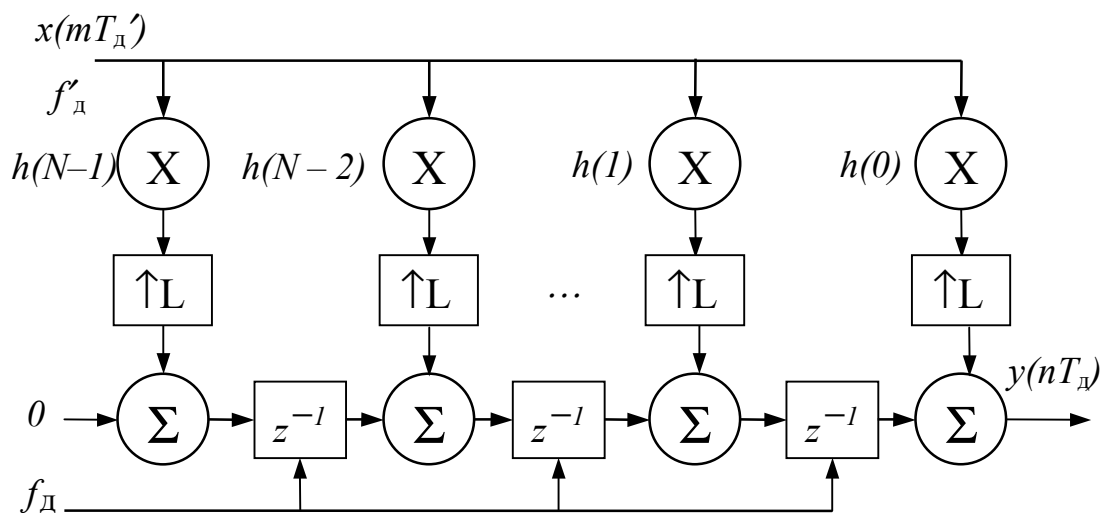 x(mTд′)
f′д
h(N–1) X h(N – 2) X h(1) X h(0) X
↑L ↑L ... ↑L ↑L
y(nTд)
0 Σ z⁻¹ Σ z⁻¹ Σ z⁻¹ Σ
fд